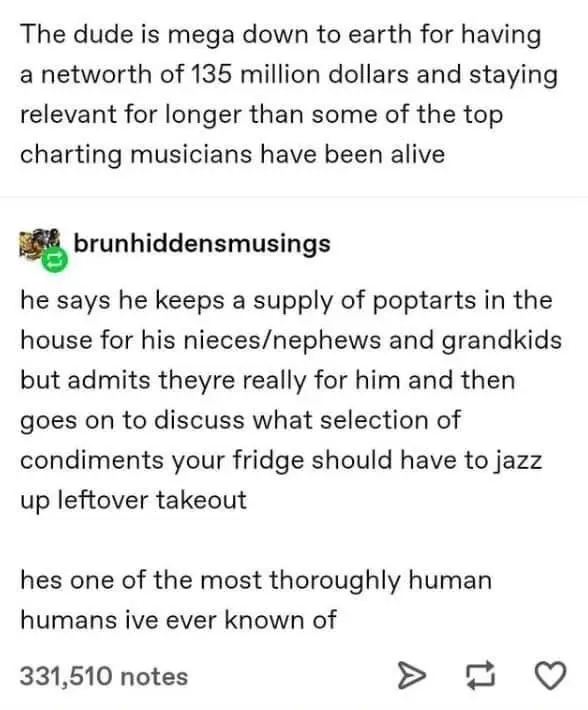 The dude is mega down to earth for having
a networth of 135 million dollars and staying
relevant for longer than some of the top
charting musicians have been alive
brunhiddensmusings
he says he keeps a supply of poptarts in the
house for his nieces/nephews and grandkids
but admits theyre really for him and then
goes on to discuss what selection of
condiments your fridge should have to jazz
up leftover takeout
hes one of the most thoroughly human
humans ive ever known of
331,510 notes